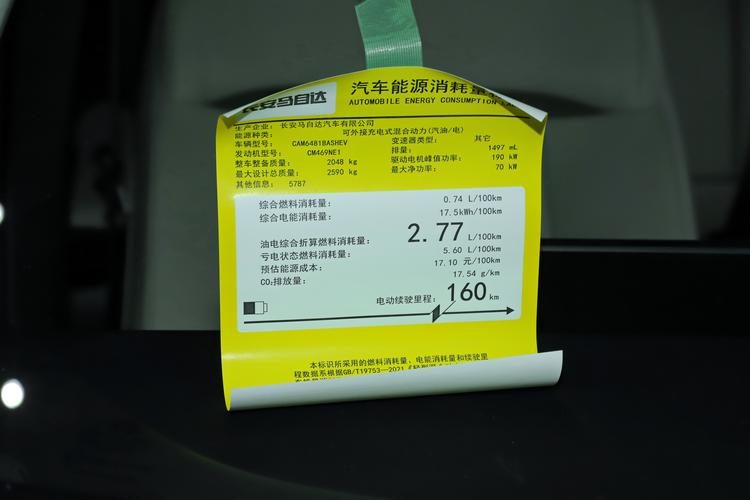 长安马自达
汽车能源消耗量
AUTOMOBILE ENERGY CONSUMPTION
生产企业: 长安马自达汽车有限公司
能源种类: 可外接充电式混合动力(汽油/电)
车辆型号: CAM6481BASHEV 变速器类型: 其它
发动机型号: CM469NE1 排量: 1497 mL
整车整备质量: 2048 kg 驱动电机峰值功率: 190 kW
最大设计总质量: 2590 kg 最大净功率: 70 kW
其他信息: 5787
综合燃料消耗量: 0.74 L/100km
综合电能消耗量: 17.5kWh/100km
油电综合折算燃料消耗量: 2.77 L/100km
亏电状态燃料消耗量: 5.60 L/100km
预估能源成本: 17.10 元/100km
CO₂排放量: 17.54 g/km
电动续驶里程: 160 km
本标识所采用的燃料消耗量、电能消耗量和续驶里
程数据系根据GB/T19753—2021《轻型